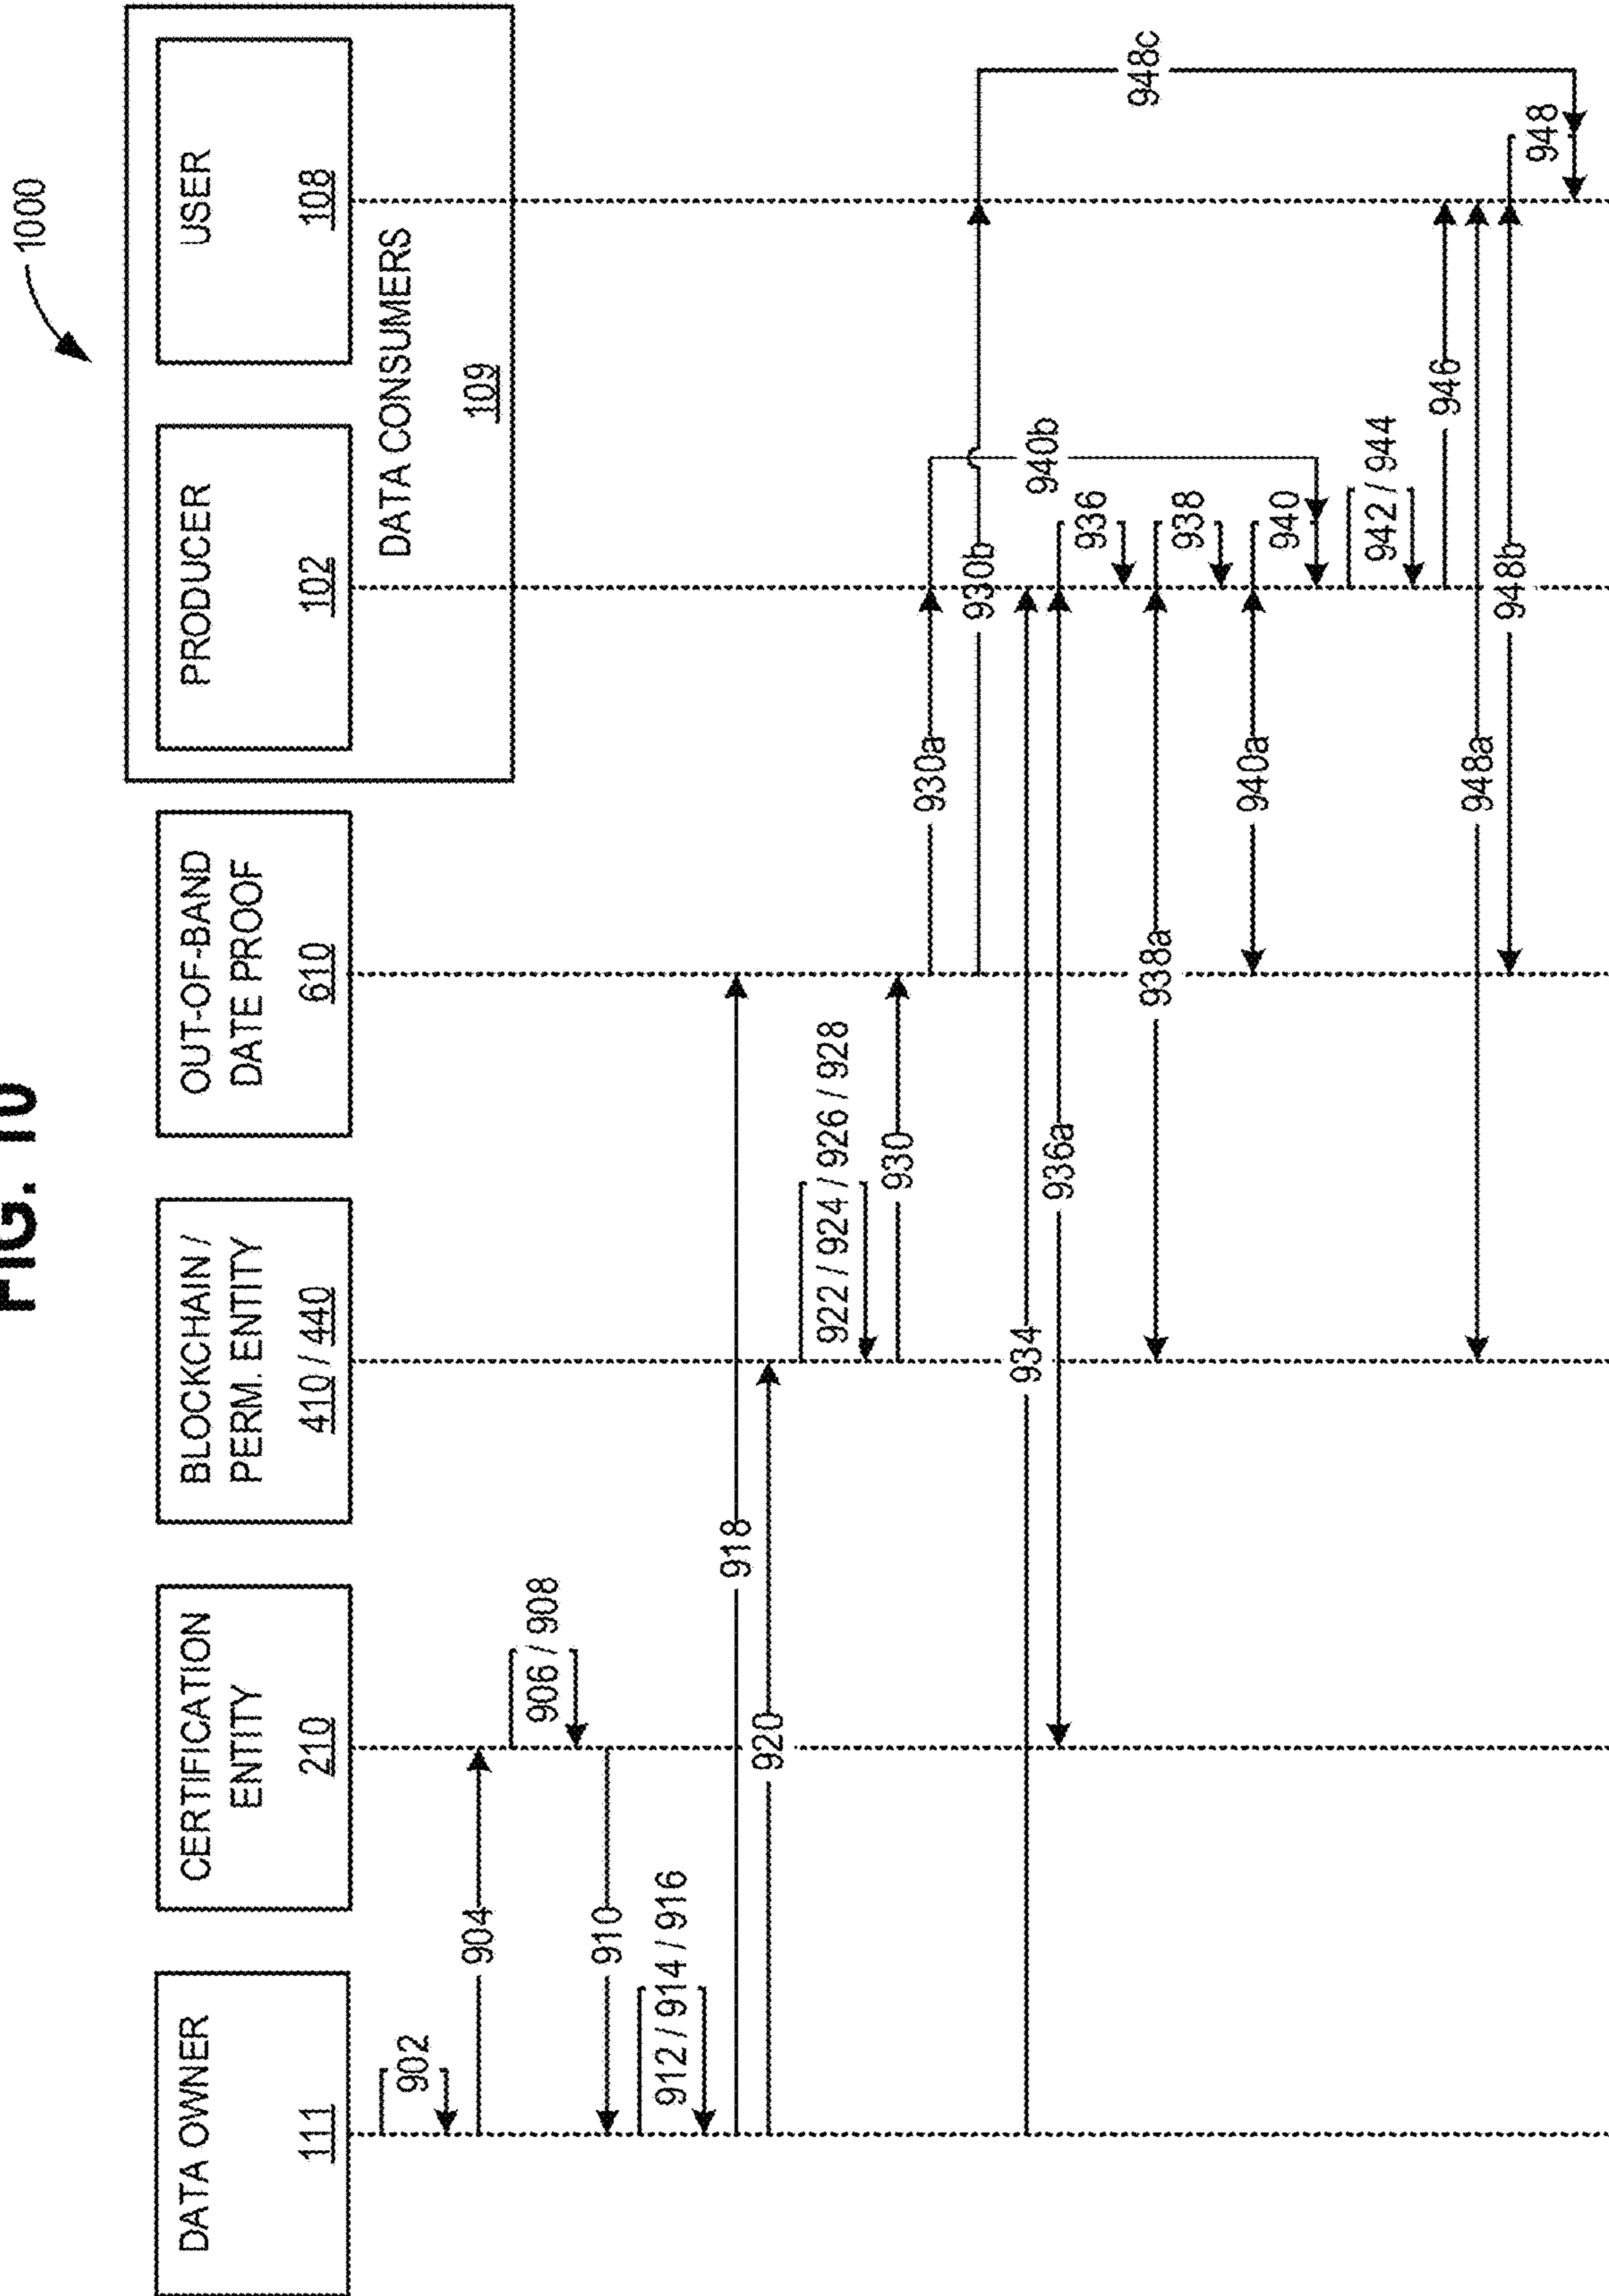 FIG. 10
1000
DATA OWNER
111
CERTIFICATION
ENTITY
210
BLOCKCHAIN /
PERM. ENTITY
410 / 440
OUT-OF-BAND
DATE PROOF
610
PRODUCER
102
USER
108
DATA CONSUMERS
109
902
904
906 / 908
910
912 / 914 / 916
918
920
922 / 924 / 926 / 928
930
930a
930b
934
936a
936
938a
938
940a
940
940b
942 / 944
946
948a
948b
948
948c